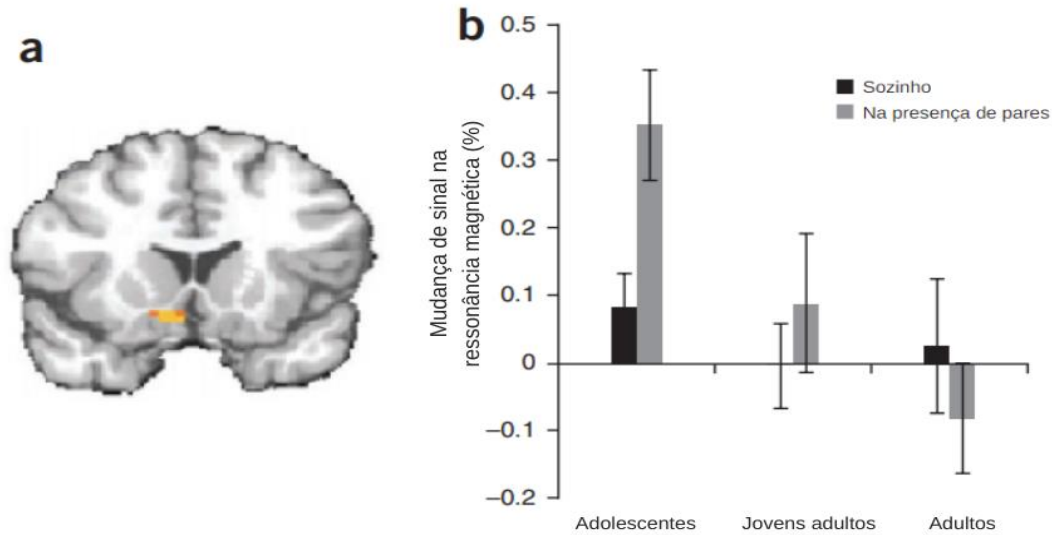 a
b
0.5
0.4
0.3
0.2
0.1
0
–0.1
–0.2
Mudança de sinal na
ressonância magnética (%)
Sozinho
Na presença de pares
Adolescentes
Jovens adultos
Adultos